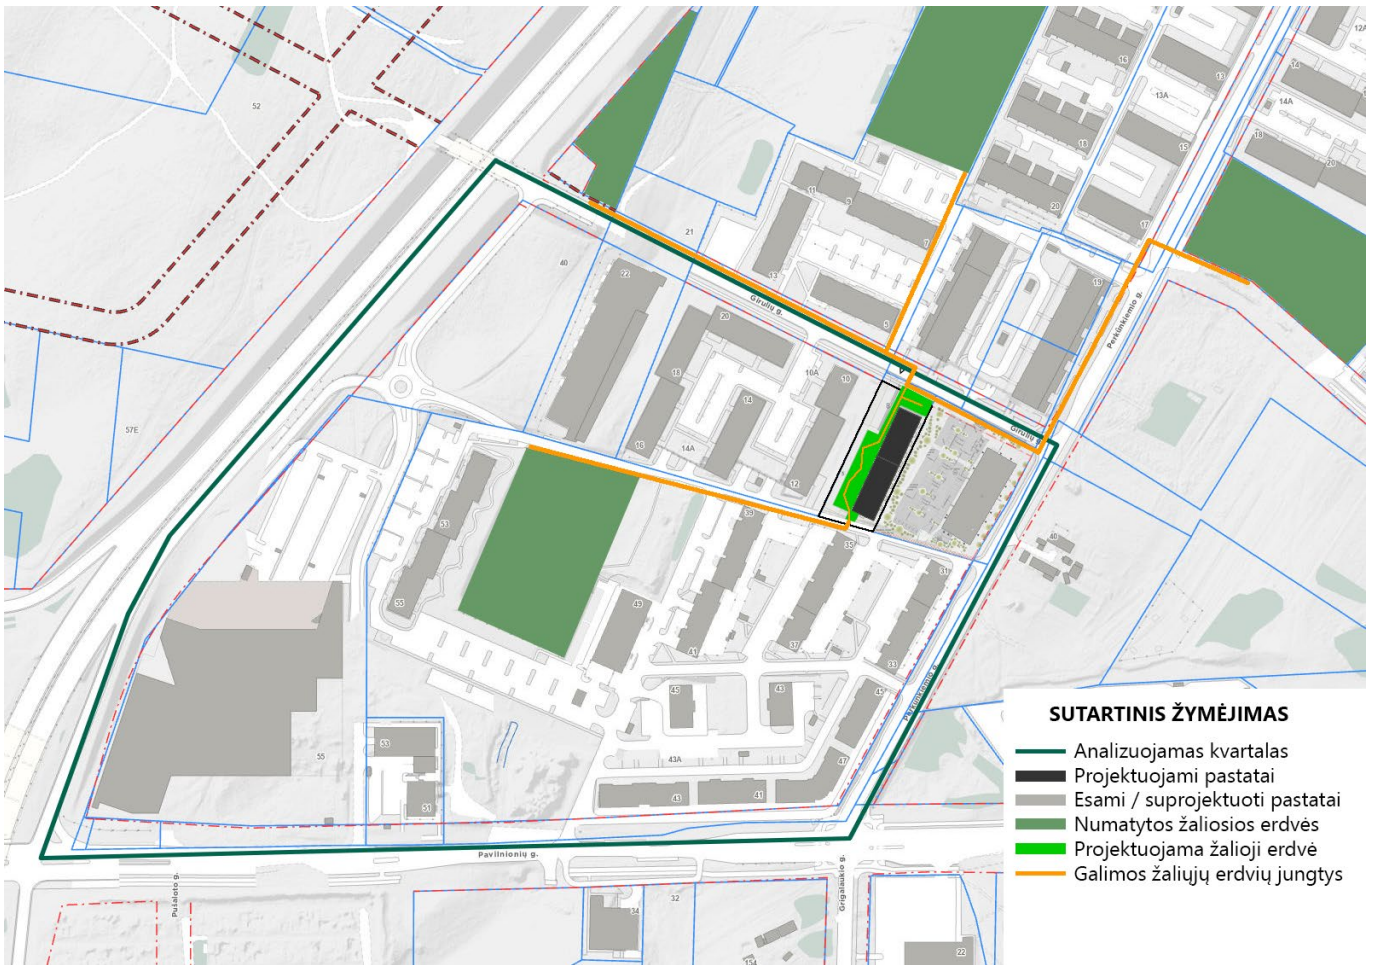 52
12A
14
14A
16
13
13A
18
15
18
20
20
17
11
9
7
21
13
5
19
40
22
Girulių g.
Perkūnkiemio g.
20
10A
10
18
14
Girulių
57E
16
14A
12
53
39
35
40
31
55
49
41
37
33
45
43
45
Perkūnkiemio g.
53
43A
47
55
51
43
41
Pavilnionių g.
Pušaloto g.
Grigalaukio g.
34
32
154
22
SUTARTINIS ŽYMĖJIMAS
Analizuojamas kvartalas
Projektuojami pastatai
Esami / suprojektuoti pastatai
Numatytos žaliosios erdvės
Projektuojama žalioji erdvė
Galimos žaliųjų erdvių jungtys